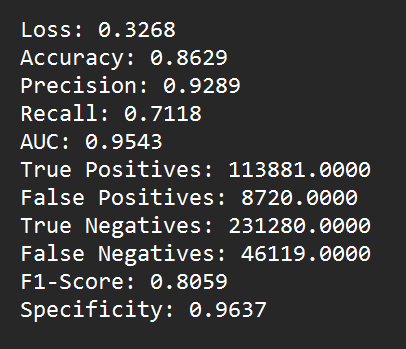 Loss: 0.3268
Accuracy: 0.8629
Precision: 0.9289
Recall: 0.7118
AUC: 0.9543
True Positives: 113881.0000
False Positives: 8720.0000
True Negatives: 231280.0000
False Negatives: 46119.0000
F1-Score: 0.8059
Specificity: 0.9637